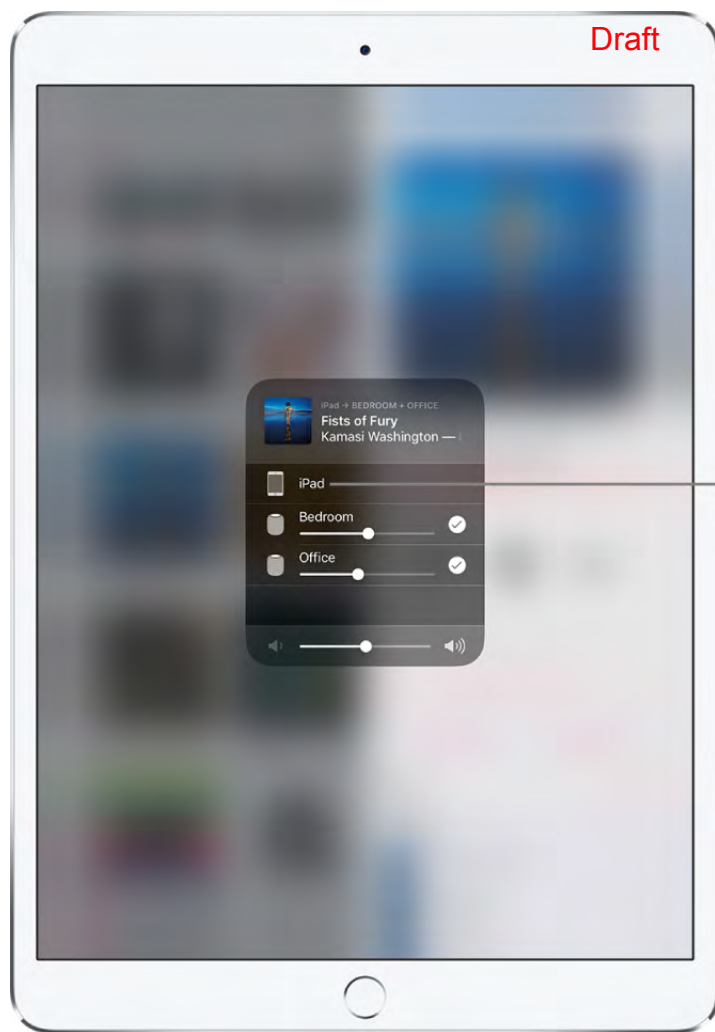 Draft
iPad → BEDROOM + OFFICE
Fists of Fury
Kamasi Washington —
iPad
Bedroom
Office